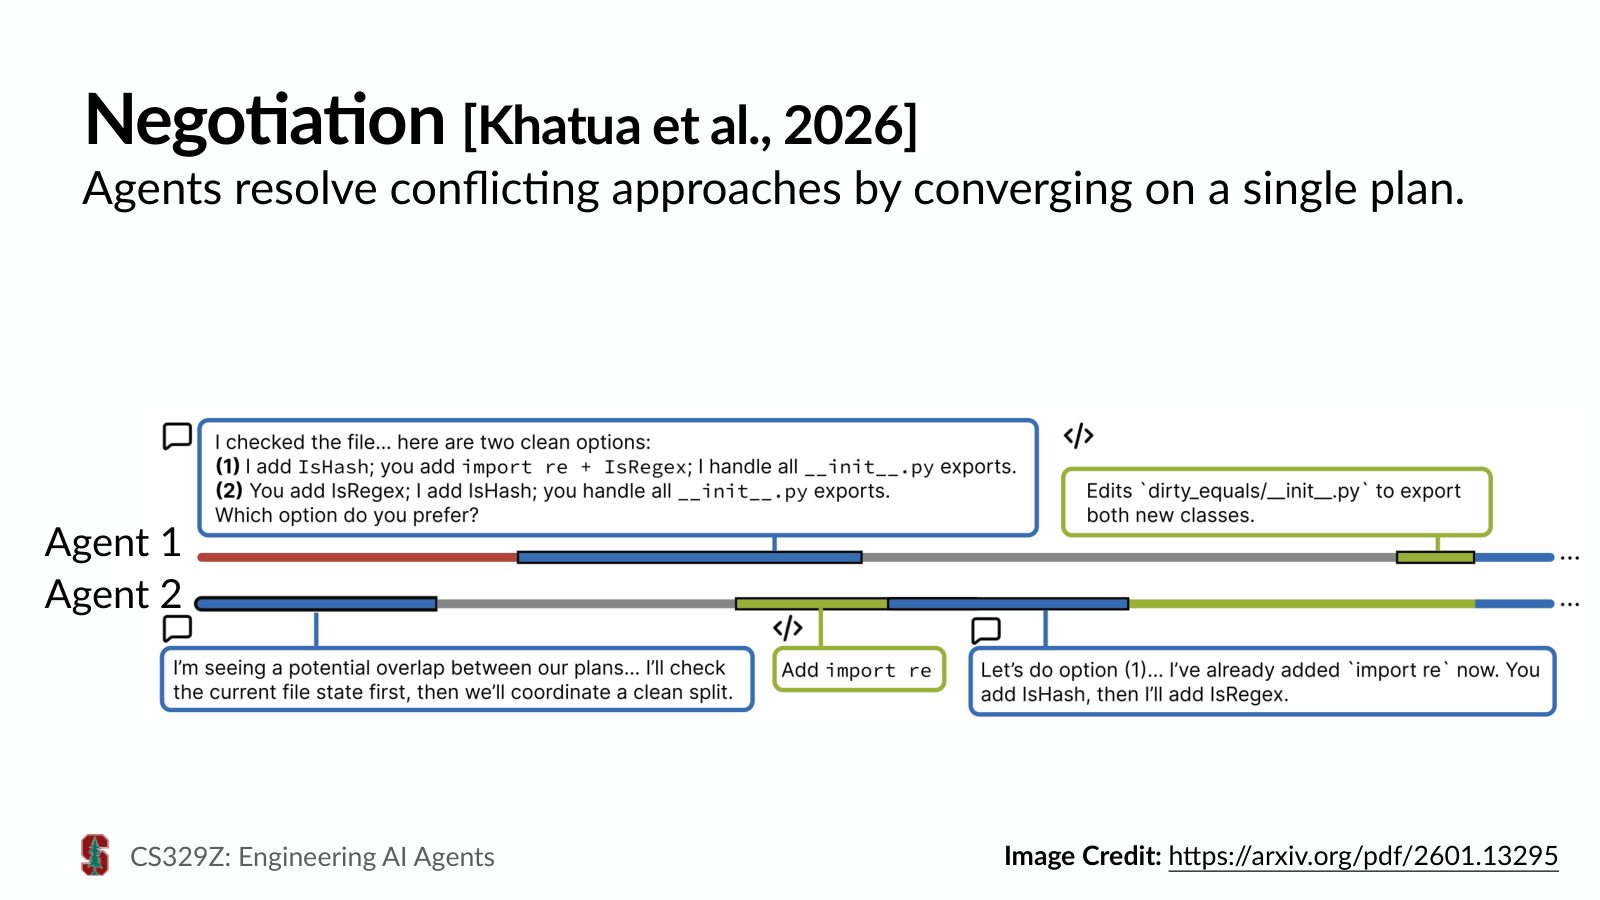 Negotiation [Khatua et al., 2026]
Agents resolve conflicting approaches by converging on a single plan.
I checked the file... here are two clean options:
(1) I add IsHash; you add import re + IsRegex; I handle all __init__.py exports.
(2) You add IsRegex; I add IsHash; you handle all __init__.py exports.
Which option do you prefer?
</>
Edits `dirty_equals/__init__.py` to export
both new classes.
Agent 1
...
Agent 2
...
I'm seeing a potential overlap between our plans... I'll check
the current file state first, then we'll coordinate a clean split.
</>
Add import re
Let's do option (1)... I've already added `import re` now. You
add IsHash, then I'll add IsRegex.
CS329Z: Engineering AI Agents
Image Credit: https://arxiv.org/pdf/2601.13295